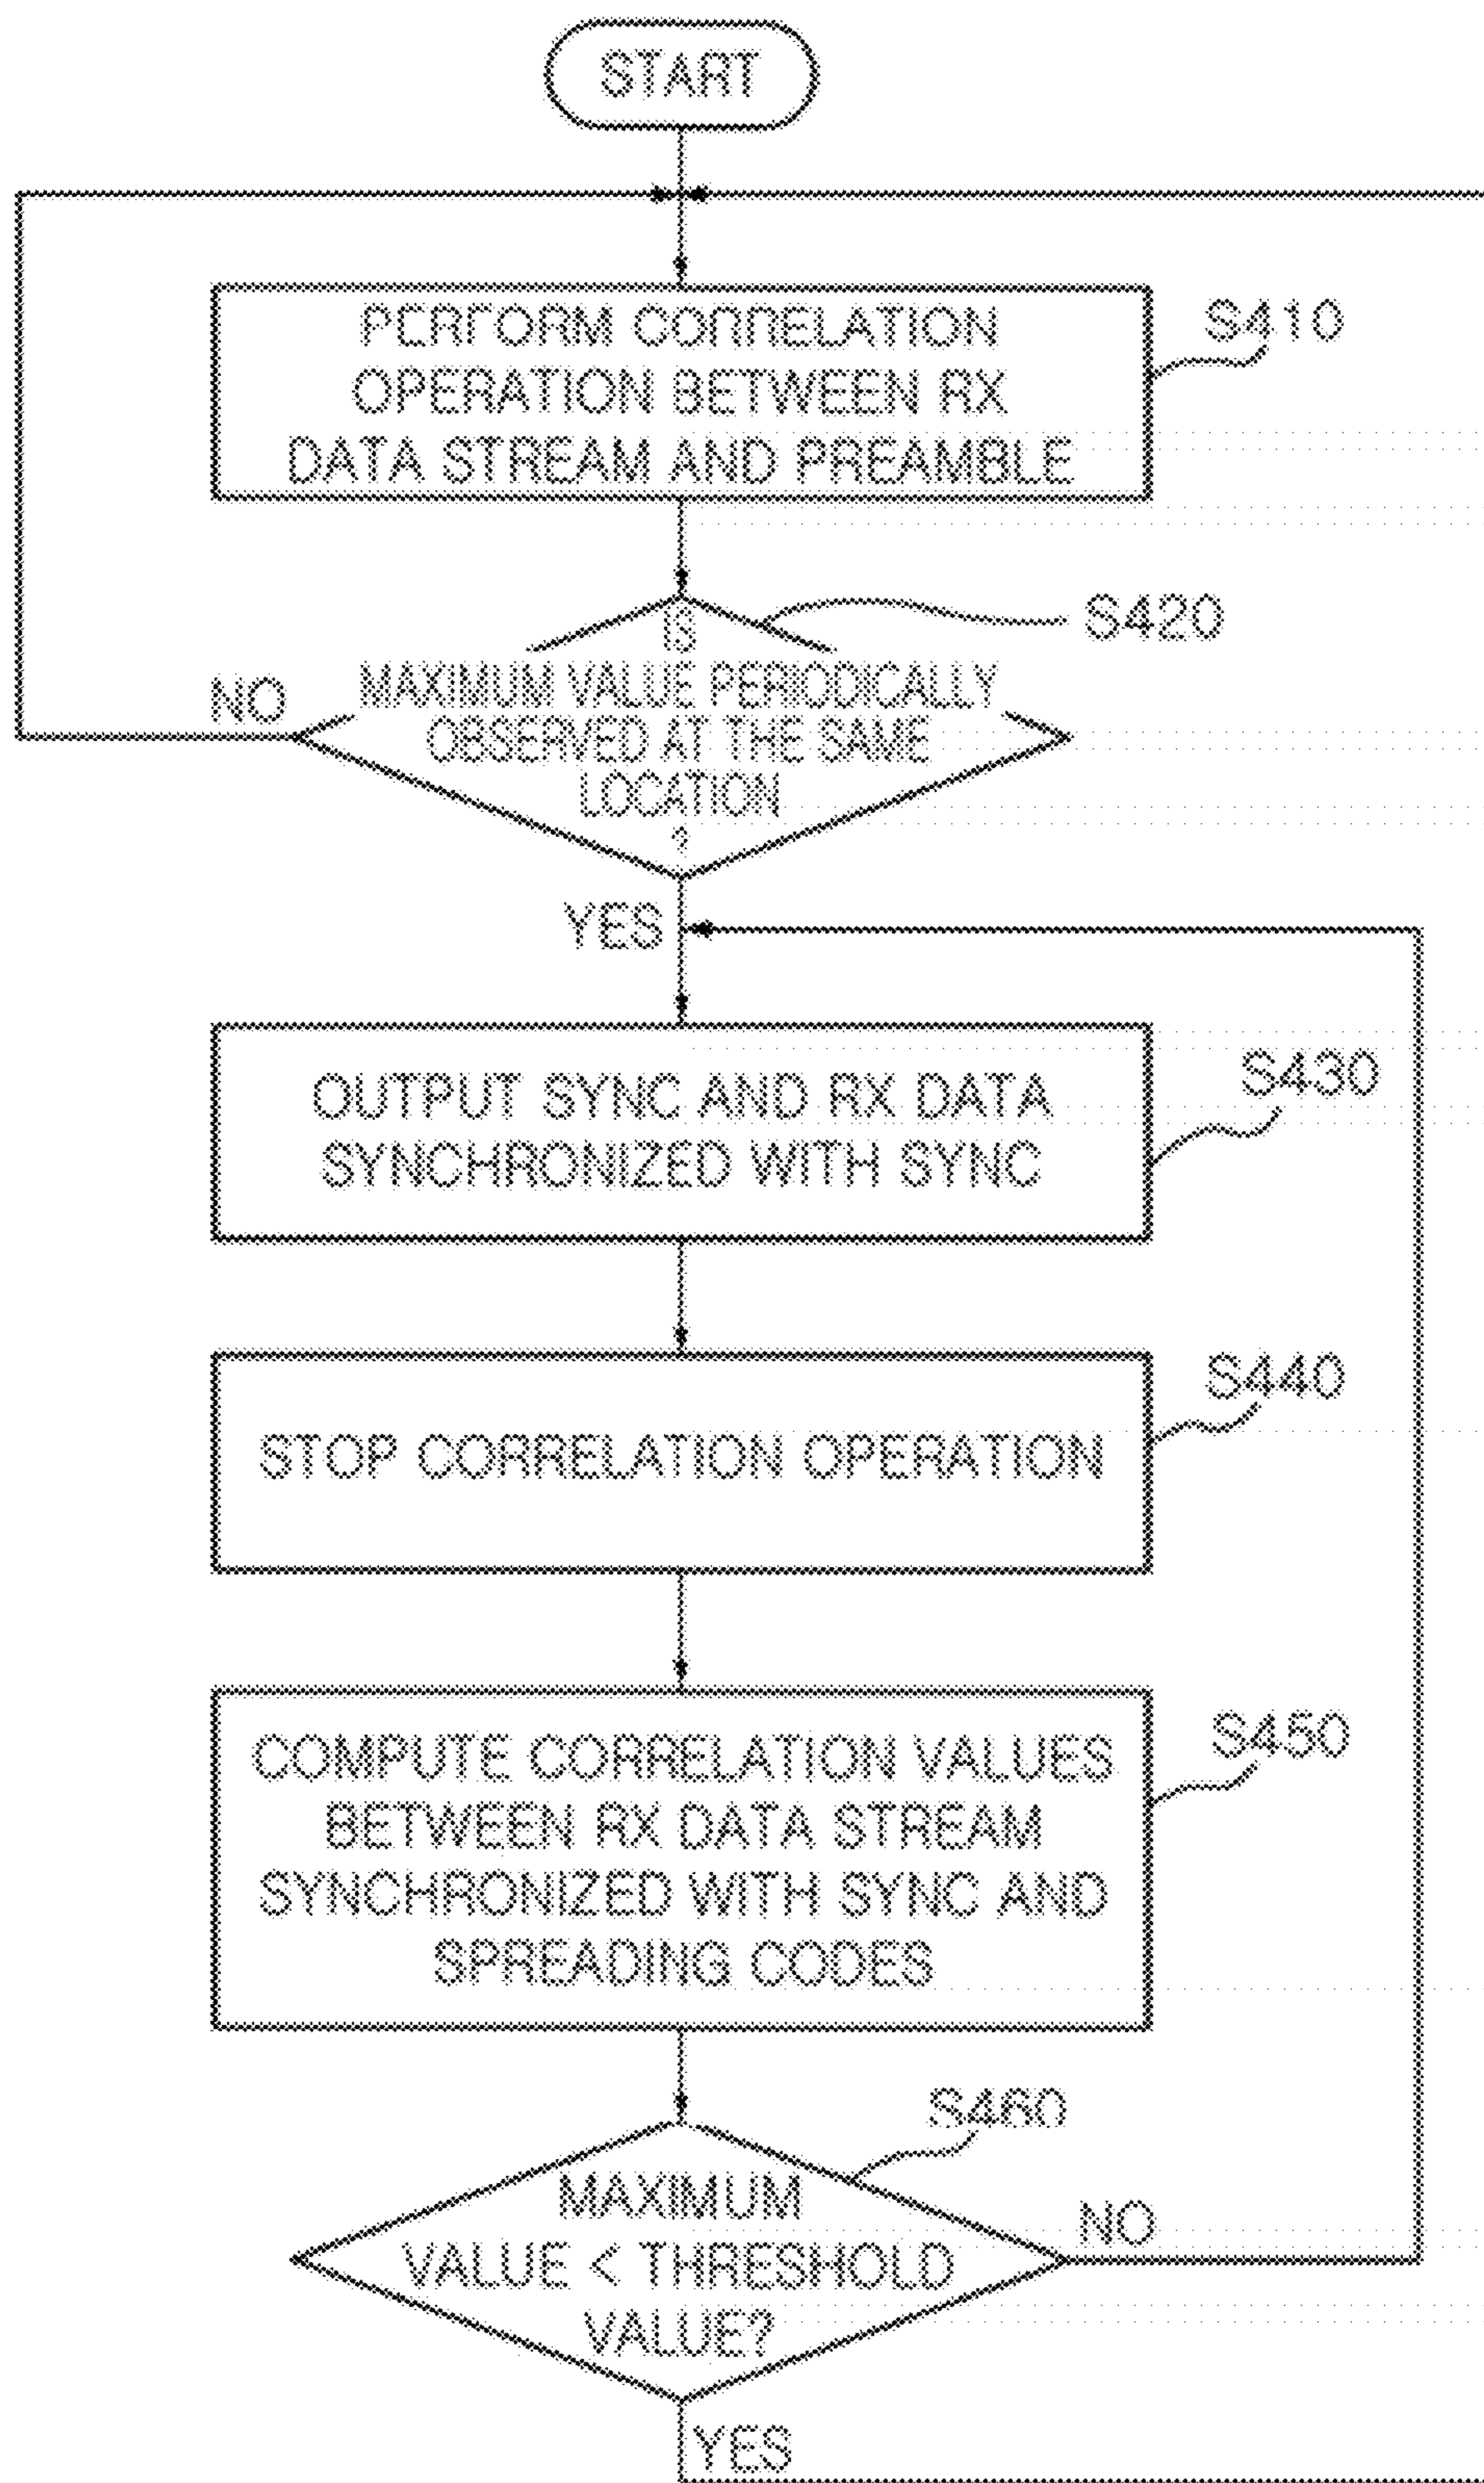 START
PERFORM CORRELATION
OPERATION BETWEEN RX
DATA STREAM AND PREAMBLE
S410
IS
MAXIMUM VALUE PERIODICALLY
OBSERVED AT THE SAME
LOCATION
?
S420
NO
YES
OUTPUT SYNC AND RX DATA
SYNCHRONIZED WITH SYNC
S430
STOP CORRELATION OPERATION
S440
COMPUTE CORRELATION VALUES
BETWEEN RX DATA STREAM
SYNCHRONIZED WITH SYNC AND
SPREADING CODES
S450
S460
MAXIMUM
VALUE < THRESHOLD
VALUE?
NO
YES